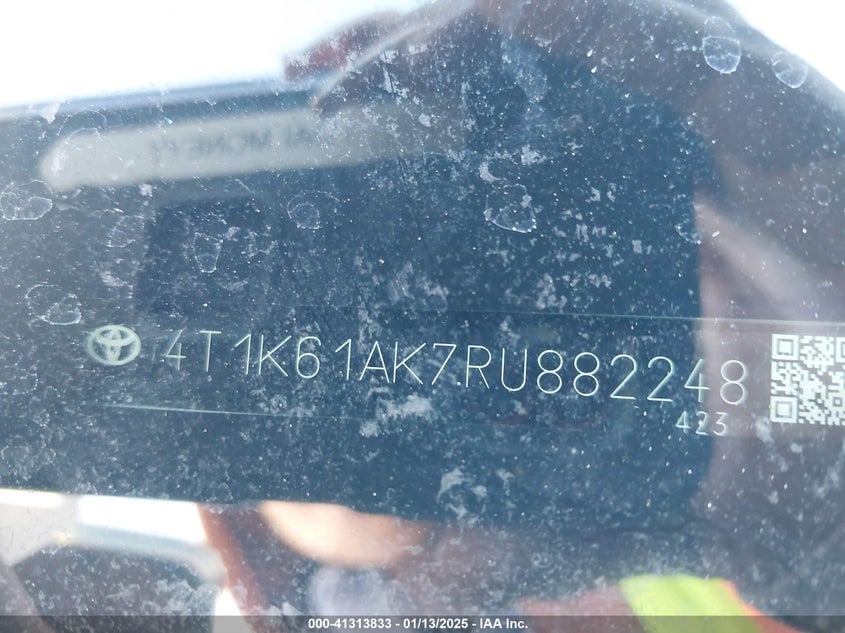 4T1K61AK7RU882248
423
000-41313833 - 01/13/2025 - IAA Inc.